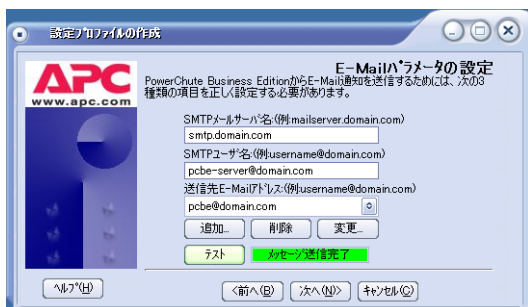 設定プロファイルの作成
APC
www.apc.com
E-Mailパラメータの設定
PowerChute Business EditionからE-Mail通知を送信するためには、次の3
種類の項目を正しく設定する必要があります。
SMTPメールサーバ名:(例:mailserver.domain.com)
smtp.domain.com
SMTPユーザ名:(例:username@domain.com)
pcbe-server@domain.com
送信先E-Mailアドレス:(例:username@domain.com)
pcbe@domain.com
追加...
削除
変更...
テスト
メッセージ送信完了
ヘルプ(H)
<前へ(B)
次へ(N)>
キャンセル(C)